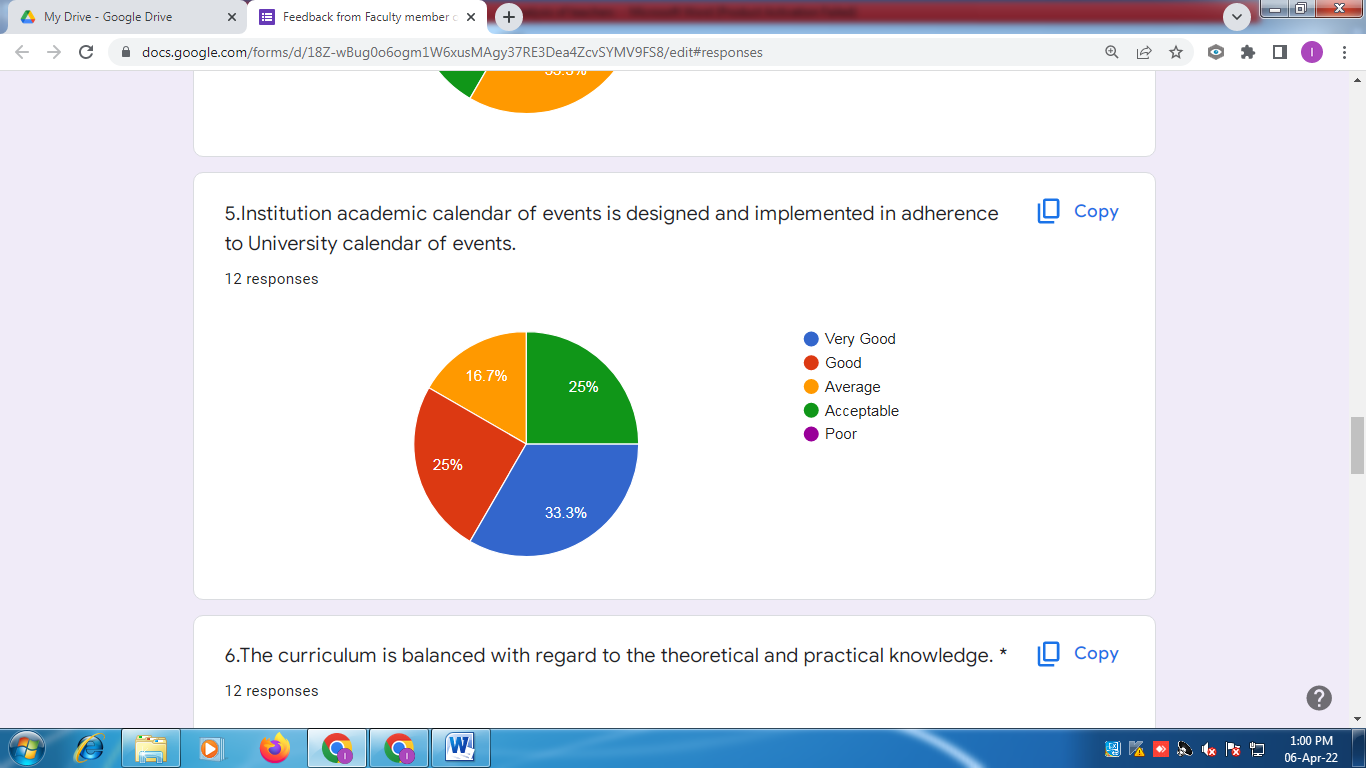 My Drive - Google Drive
Feedback from Faculty member
docs.google.com/forms/d/18Z-wBug0o6ogm1W6xusMAgy37RE3Dea4ZcvSYMV9FS8/edit#responses
I
33.3%
5.Institution academic calendar of events is designed and implemented in adherence
to University calendar of events.
Copy
12 responses
Very Good
Good
Average
Acceptable
Poor
16.7%
25%
25%
33.3%
6.The curriculum is balanced with regard to the theoretical and practical knowledge. *
Copy
12 responses
1:00 PM
06-Apr-22